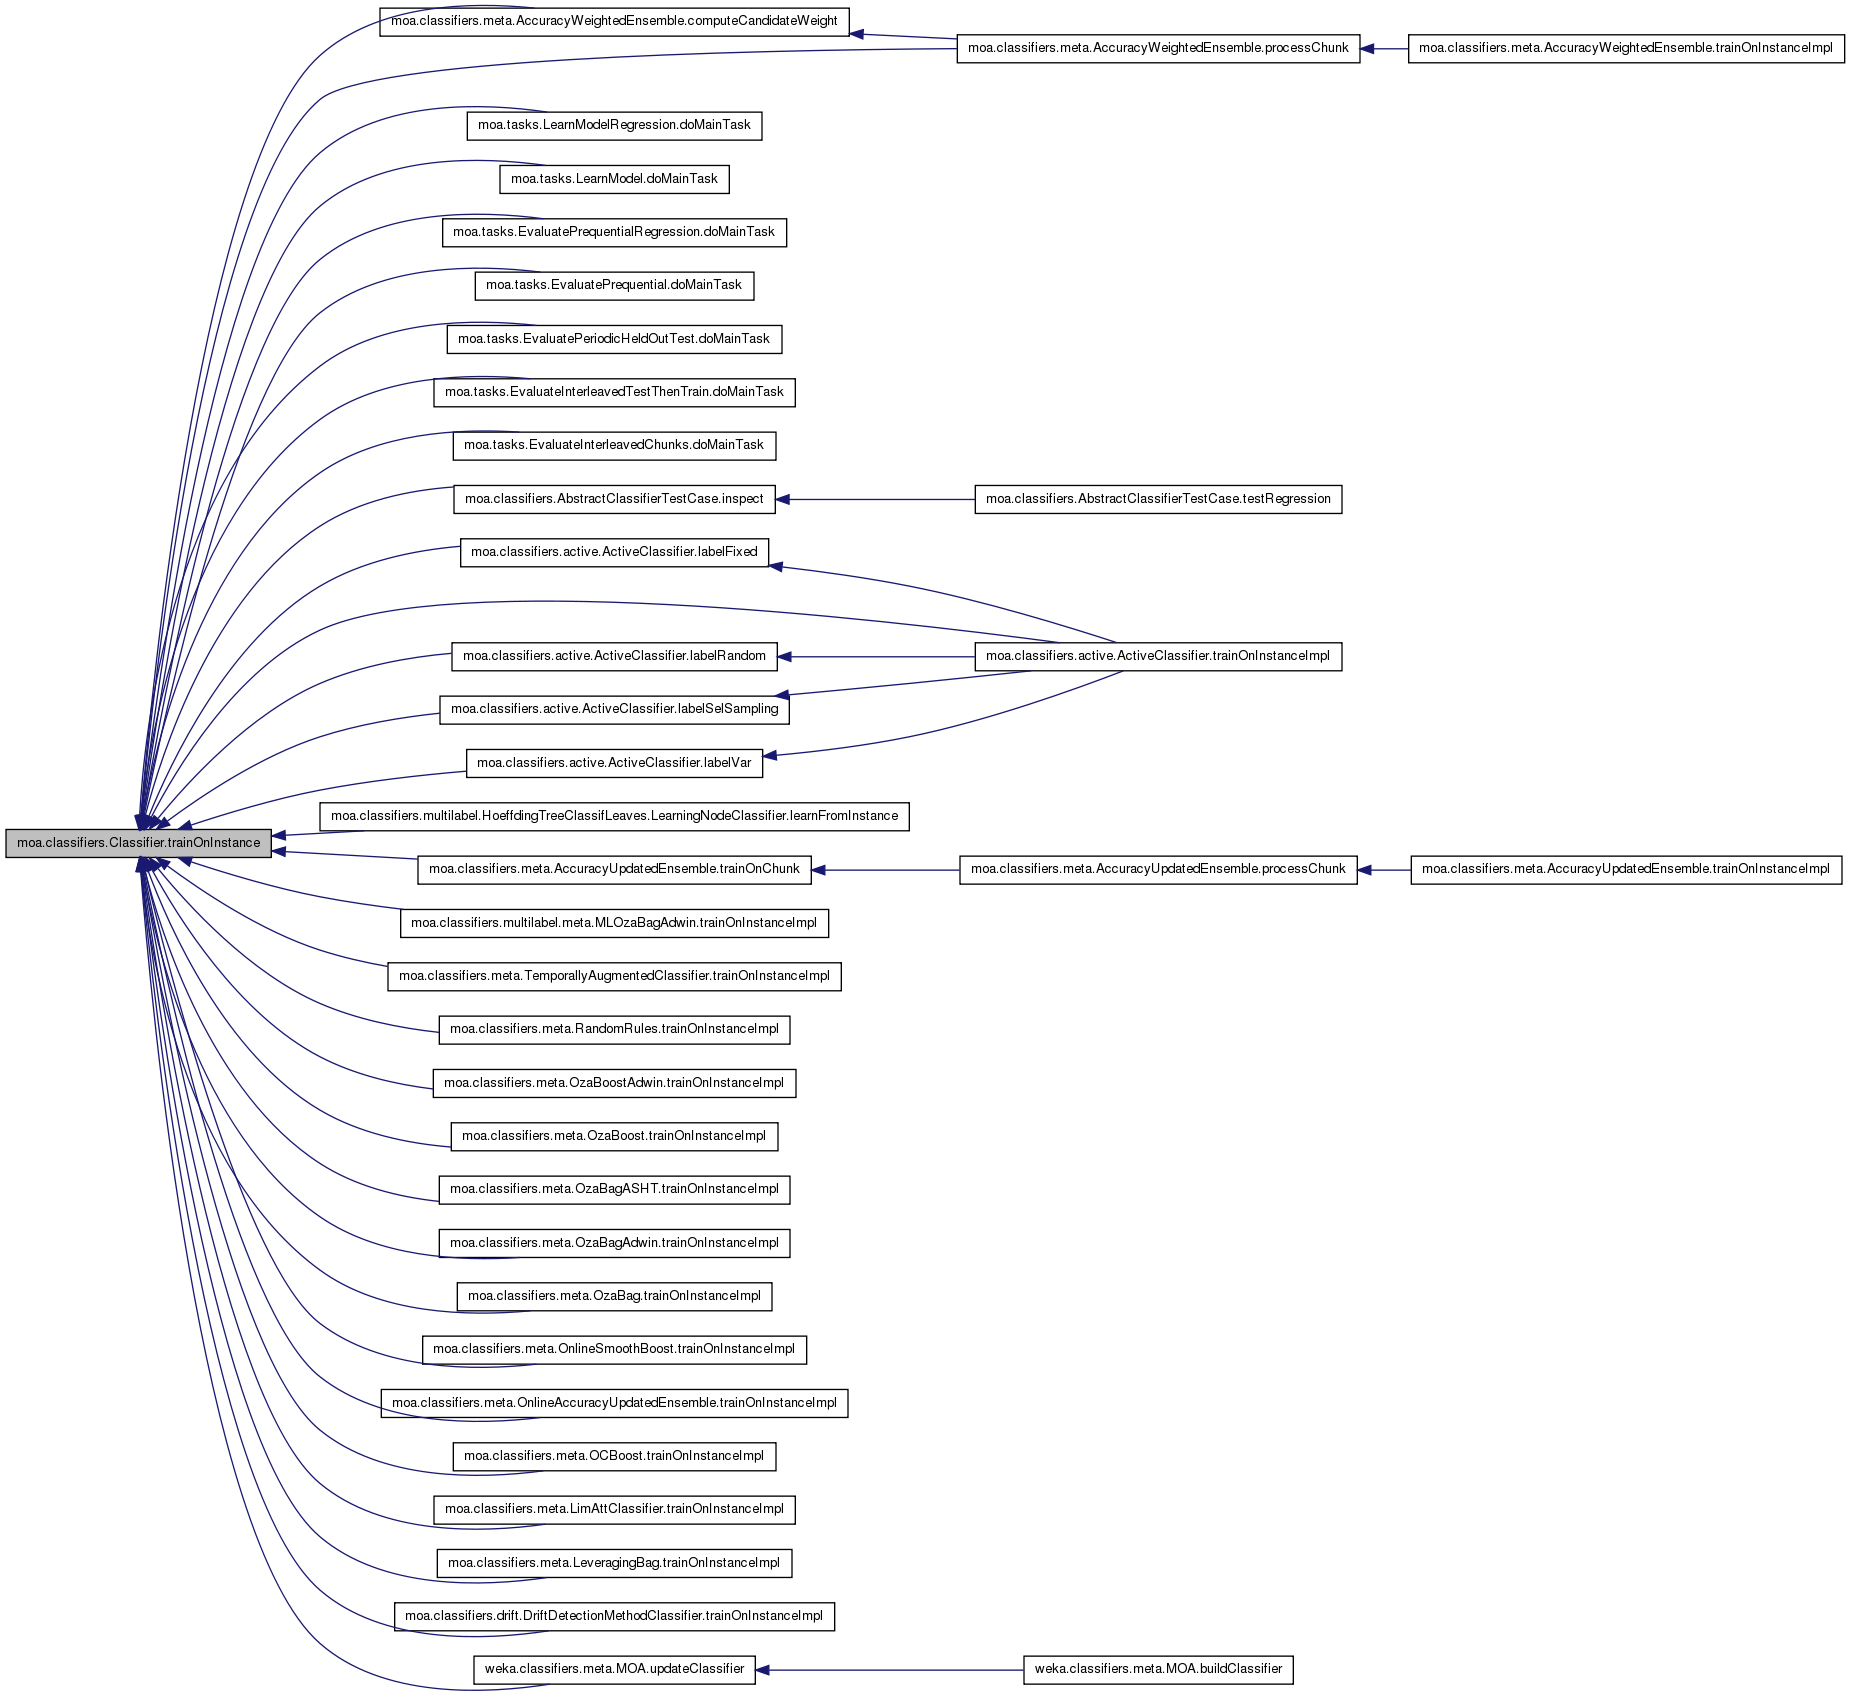 moa.classifiers.meta.AccuracyWeightedEnsemble.computeCandidateWeight
moa.classifiers.meta.AccuracyWeightedEnsemble.processChunk
moa.classifiers.meta.AccuracyWeightedEnsemble.trainOnInstanceImpl
moa.tasks.LearnModelRegression.doMainTask
moa.tasks.LearnModel.doMainTask
moa.tasks.EvaluatePrequentialRegression.doMainTask
moa.tasks.EvaluatePrequential.doMainTask
moa.tasks.EvaluatePeriodicHeldOutTest.doMainTask
moa.tasks.EvaluateInterleavedTestThenTrain.doMainTask
moa.tasks.EvaluateInterleavedChunks.doMainTask
moa.classifiers.AbstractClassifierTestCase.inspect
moa.classifiers.AbstractClassifierTestCase.testRegression
moa.classifiers.active.ActiveClassifier.labelFixed
moa.classifiers.active.ActiveClassifier.labelRandom
moa.classifiers.active.ActiveClassifier.trainOnInstanceImpl
moa.classifiers.active.ActiveClassifier.labelSelSampling
moa.classifiers.active.ActiveClassifier.labelVar
moa.classifiers.multilabel.HoeffdingTreeClassifLeaves.LearningNodeClassifier.learnFromInstance
moa.classifiers.Classifier.trainOnInstance
moa.classifiers.meta.AccuracyUpdatedEnsemble.trainOnChunk
moa.classifiers.meta.AccuracyUpdatedEnsemble.processChunk
moa.classifiers.meta.AccuracyUpdatedEnsemble.trainOnInstanceImpl
moa.classifiers.multilabel.meta.MLOzaBagAdwin.trainOnInstanceImpl
moa.classifiers.meta.TemporallyAugmentedClassifier.trainOnInstanceImpl
moa.classifiers.meta.RandomRules.trainOnInstanceImpl
moa.classifiers.meta.OzaBoostAdwin.trainOnInstanceImpl
moa.classifiers.meta.OzaBoost.trainOnInstanceImpl
moa.classifiers.meta.OzaBagASHT.trainOnInstanceImpl
moa.classifiers.meta.OzaBagAdwin.trainOnInstanceImpl
moa.classifiers.meta.OzaBag.trainOnInstanceImpl
moa.classifiers.meta.OnlineSmoothBoost.trainOnInstanceImpl
moa.classifiers.meta.OnlineAccuracyUpdatedEnsemble.trainOnInstanceImpl
moa.classifiers.meta.OCBoost.trainOnInstanceImpl
moa.classifiers.meta.LimAttClassifier.trainOnInstanceImpl
moa.classifiers.meta.LeveragingBag.trainOnInstanceImpl
moa.classifiers.drift.DriftDetectionMethodClassifier.trainOnInstanceImpl
weka.classifiers.meta.MOA.updateClassifier
weka.classifiers.meta.MOA.buildClassifier